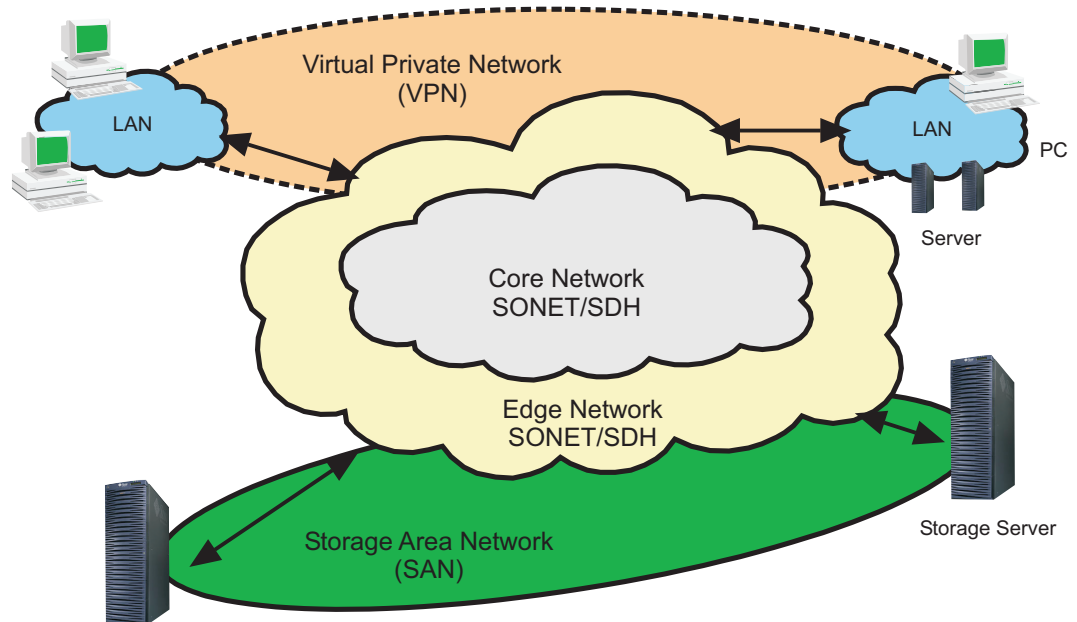 Virtual Private Network
(VPN)
LAN
LAN
PC
Server
Core Network
SONET/SDH
Edge Network
SONET/SDH
Storage Server
Storage Area Network
(SAN)